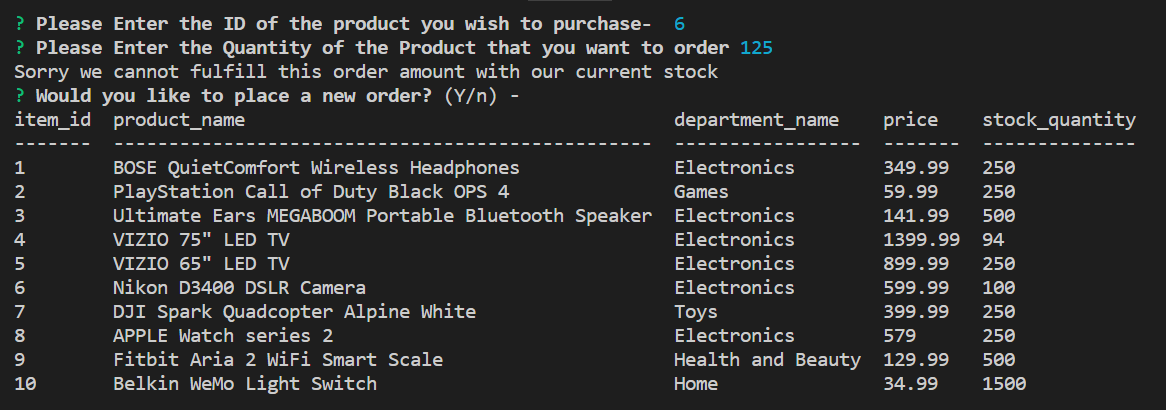 ? Please Enter the ID of the product you wish to purchase-  6
? Please Enter the Quantity of the Product that you want to order 125
Sorry we cannot fulfill this order amount with our current stock
? Would you like to place a new order? (Y/n) -
item_id  product_name                                       department_name    price    stock_quantity
-------  -------------------------------------------------  -----------------  -------  --------------
1        BOSE QuietComfort Wireless Headphones              Electronics        349.99   250
2        PlayStation Call of Duty Black OPS 4               Games              59.99    250
3        Ultimate Ears MEGABOOM Portable Bluetooth Speaker  Electronics        141.99   500
4        VIZIO 75" LED TV                                   Electronics        1399.99  94
5        VIZIO 65" LED TV                                   Electronics        899.99   250
6        Nikon D3400 DSLR Camera                            Electronics        599.99   100
7        DJI Spark Quadcopter Alpine White                  Toys               399.99   250
8        APPLE Watch series 2                               Electronics        579      250
9        Fitbit Aria 2 WiFi Smart Scale                     Health and Beauty  129.99   500
10       Belkin WeMo Light Switch                           Home               34.99    1500